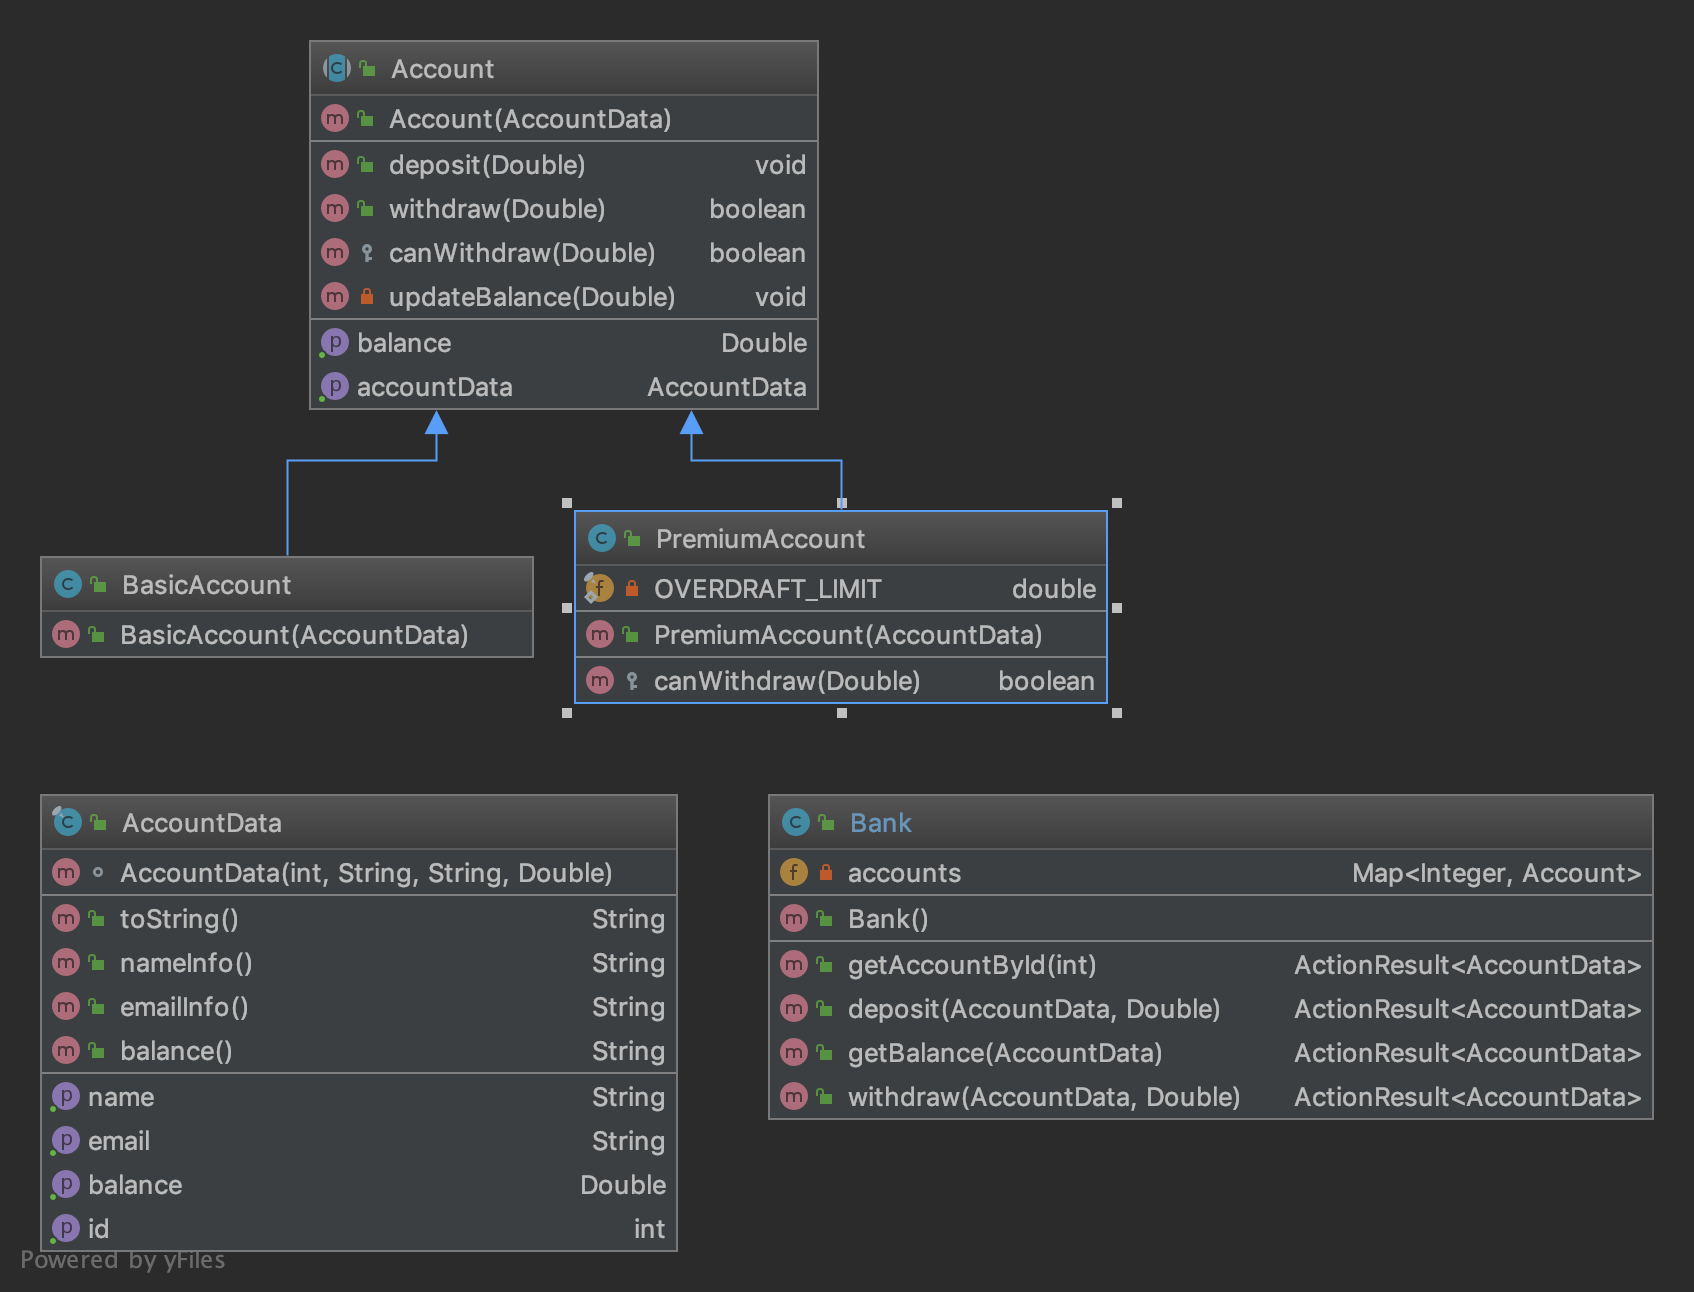 Account
Account(AccountData)
deposit(Double) void
withdraw(Double) boolean
canWithdraw(Double) boolean
updateBalance(Double) void
balance Double
accountData AccountData
BasicAccount
BasicAccount(AccountData)
PremiumAccount
OVERDRAFT_LIMIT double
PremiumAccount(AccountData)
canWithdraw(Double) boolean
AccountData
AccountData(int, String, String, Double)
toString() String
nameInfo() String
emailInfo() String
balance() String
name String
email String
balance Double
id int
Bank
accounts Map<Integer, Account>
Bank()
getAccountById(int) ActionResult<AccountData>
deposit(AccountData, Double) ActionResult<AccountData>
getBalance(AccountData) ActionResult<AccountData>
withdraw(AccountData, Double) ActionResult<AccountData>
Powered by yFiles